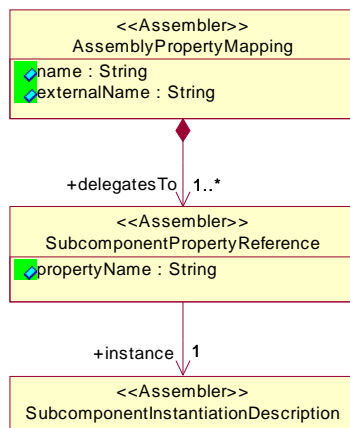 <<Assembler>>
AssemblyPropertyMapping
name : String
externalName : String
+delegatesTo 1..*
<<Assembler>>
SubcomponentPropertyReference
propertyName : String
+instance 1
<<Assembler>>
SubcomponentInstantiationDescription